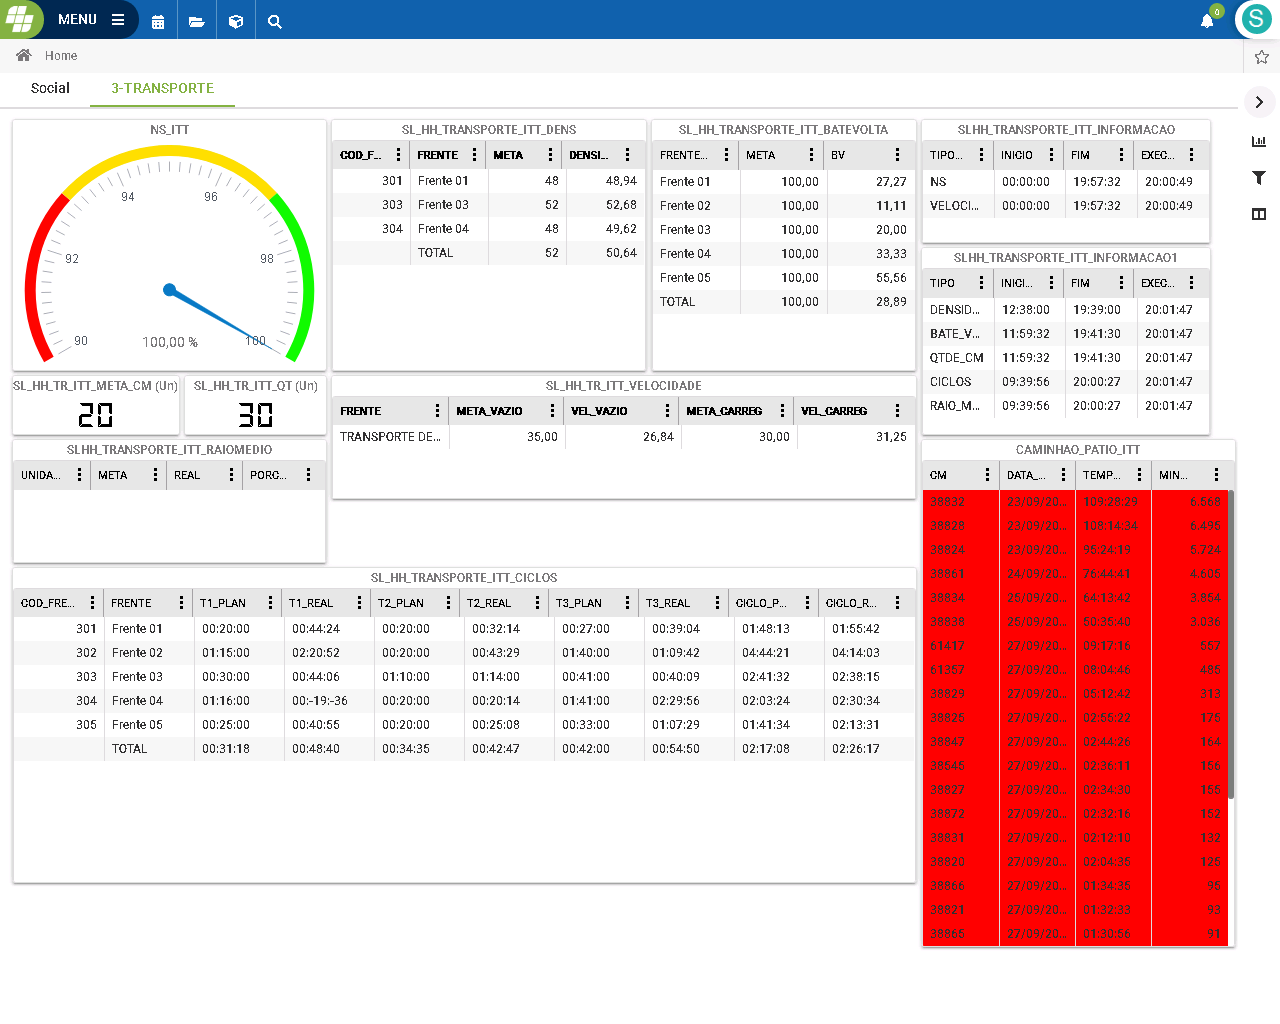 MENU
0
S
Home
Social
3-TRANSPORTE
NS_ITT
90
92
94
96
98
100
100,00 %
SL_HH_TRANSPORTE_ITT_DENS
COD_F... FRENTE META DENSI...
301 Frente 01 48 48,94
303 Frente 03 52 52,68
304 Frente 04 48 49,62
TOTAL 52 50,64
SL_HH_TRANSPORTE_ITT_BATEVOLTA
FRENTE... META BV
Frente 01 100,00 27,27
Frente 02 100,00 11,11
Frente 03 100,00 20,00
Frente 04 100,00 33,33
Frente 05 100,00 55,56
TOTAL 100,00 28,89
SLHH_TRANSPORTE_ITT_INFORMACAO
TIPO... INICIO FIM EXEC...
NS 00:00:00 19:57:32 20:00:49
VELOCI... 00:00:00 19:57:32 20:00:49
SLHH_TRANSPORTE_ITT_INFORMACAO1
TIPO INICI... FIM EXEC...
DENSID... 12:38:00 19:39:00 20:01:47
BATE_V... 11:59:32 19:41:30 20:01:47
QTDE_CM 11:59:32 19:41:30 20:01:47
CICLOS 09:39:56 20:00:27 20:01:47
RAIO_M... 09:39:56 20:00:27 20:01:47
SL_HH_TR_ITT_META_CM (Un)
20
SL_HH_TR_ITT_QT (Un)
30
SL_HH_TR_ITT_VELOCIDADE
FRENTE META_VAZIO VEL_VAZIO META_CARREG VEL_CARREG
TRANSPORTE DE... 35,00 26,84 30,00 31,25
SLHH_TRANSPORTE_ITT_RAIOMEDIO
UNIDA... META REAL PORC...
CAMINHAO_PATIO_ITT
CM DATA_... TEMP... MIN...
38832 23/09/20... 109:28:29 6.568
38828 23/09/20... 108:14:34 6.495
38824 23/09/20... 95:24:13 5.724
38861 24/09/20... 76:44:41 4.605
38834 25/09/20... 64:13:42 3.854
38838 25/09/20... 50:35:40 3.036
61417 27/09/20... 09:17:16 557
61357 27/09/20... 08:04:46 485
38829 27/09/20... 05:12:42 313
38825 27/09/20... 02:55:22 175
38847 27/09/20... 02:44:26 164
38545 27/09/20... 02:36:11 156
38827 27/09/20... 02:34:30 155
38872 27/09/20... 02:32:16 152
38831 27/09/20... 02:12:10 132
38820 27/09/20... 02:04:35 125
38866 27/09/20... 01:34:35 95
38821 27/09/20... 01:32:33 93
38865 27/09/20... 01:30:56 91
SL_HH_TRANSPORTE_ITT_CICLOS
COD_FRE... FRENTE T1_PLAN T1_REAL T2_PLAN T2_REAL T3_PLAN T3_REAL CICLO_P... CICLO_R...
301 Frente 01 00:20:00 00:44:24 00:20:00 00:32:14 00:27:00 00:39:04 01:48:13 01:55:42
302 Frente 02 01:15:00 02:20:52 00:20:00 00:43:29 01:40:00 01:09:42 04:44:21 04:14:03
303 Frente 03 00:30:00 00:44:06 01:10:00 01:14:00 00:41:00 00:40:09 02:41:32 02:38:15
304 Frente 04 01:16:00 00:-19:-36 00:20:00 00:20:14 01:41:00 02:29:56 02:03:24 02:30:34
305 Frente 05 00:25:00 00:40:55 00:20:00 00:25:08 00:33:00 01:07:29 01:41:34 02:13:31
TOTAL 00:31:18 00:48:40 00:34:35 00:42:47 00:42:00 00:54:50 02:17:08 02:26:17